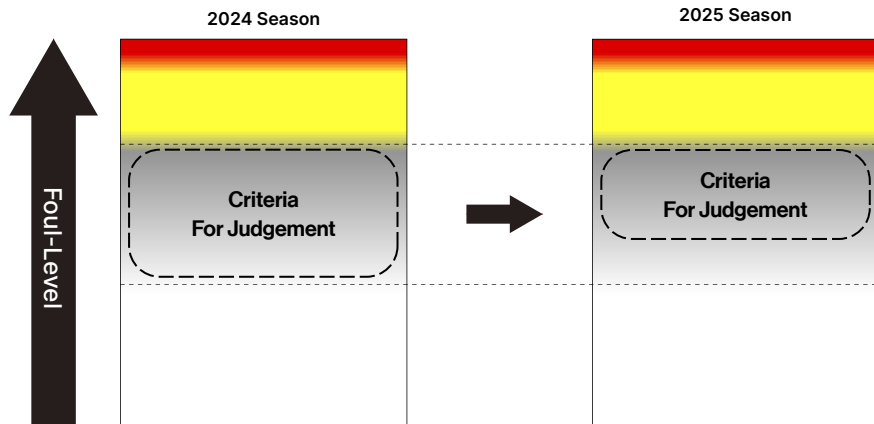 2024 Season
2025 Season
Foul-Level
Criteria
For Judgement
Criteria
For Judgement